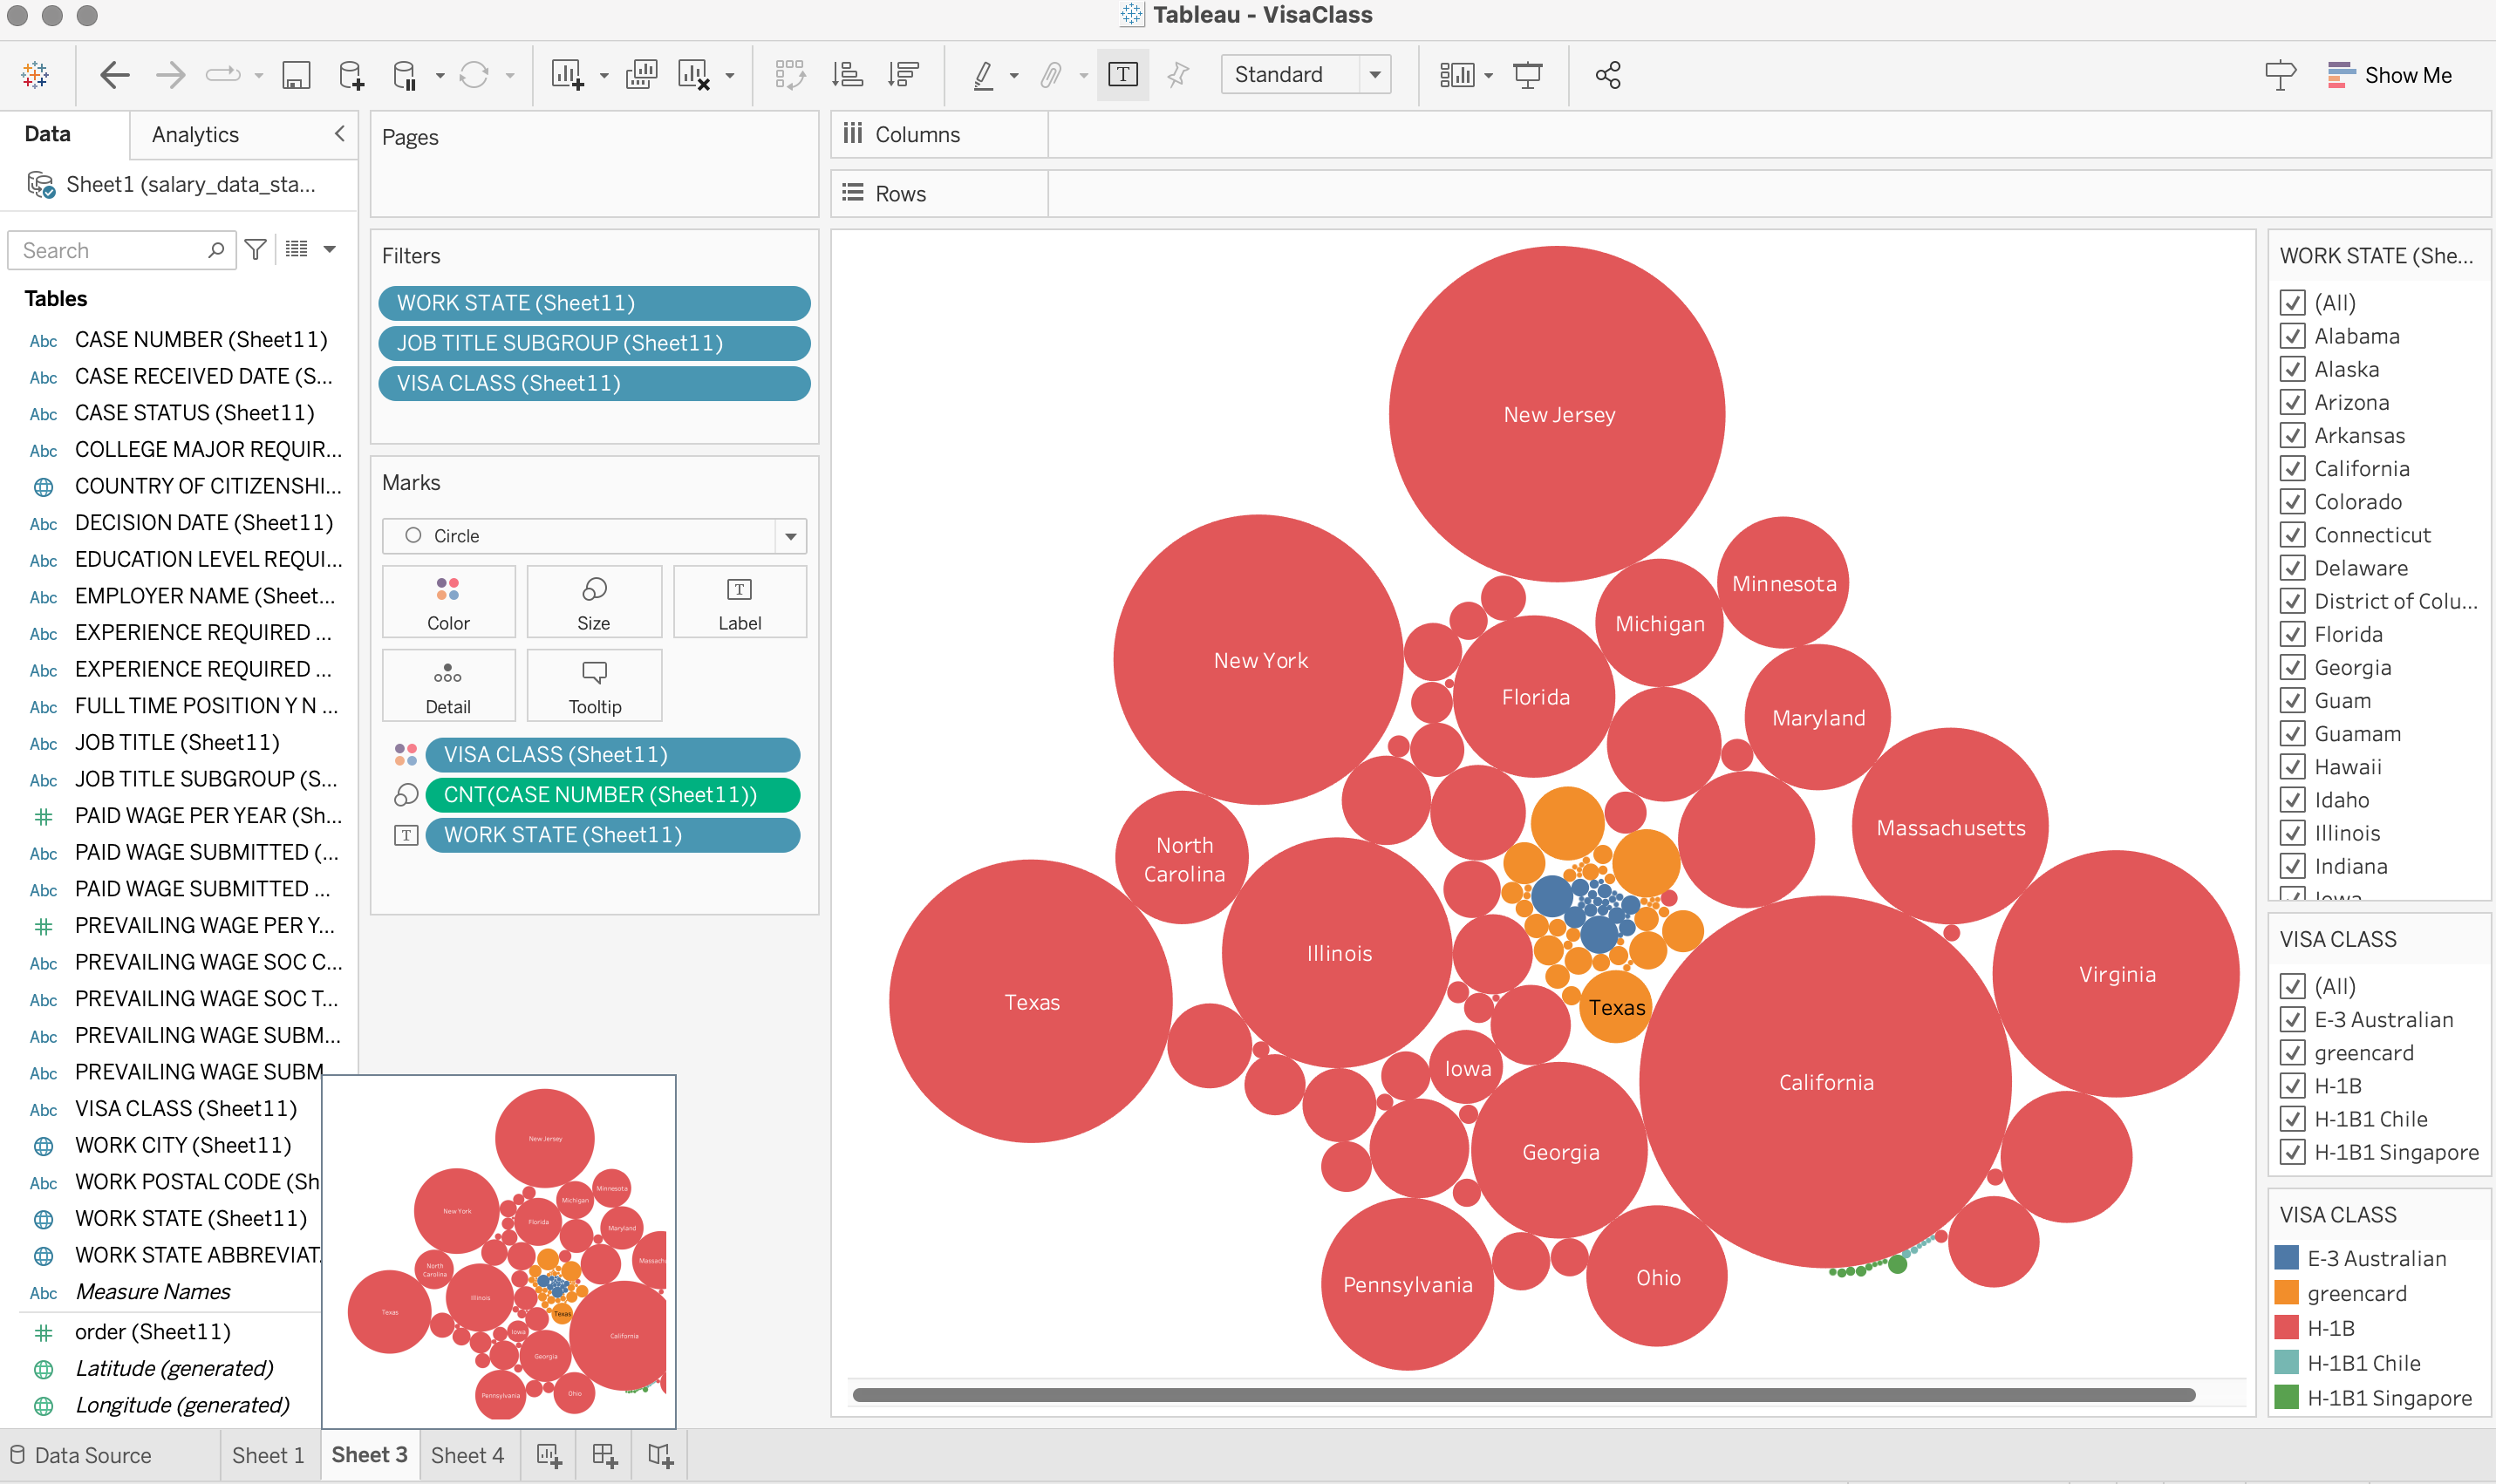 Tableau - VisaClass
Standard
Show Me
Data
Analytics
Sheet1 (salary_data_sta...
Search
Tables
Abc CASE NUMBER (Sheet11)
Abc CASE RECEIVED DATE (S...
Abc CASE STATUS (Sheet11)
Abc COLLEGE MAJOR REQUIR...
COUNTRY OF CITIZENSHI...
Abc DECISION DATE (Sheet11)
Abc EDUCATION LEVEL REQUI...
Abc EMPLOYER NAME (Sheet...
Abc EXPERIENCE REQUIRED ...
Abc EXPERIENCE REQUIRED ...
Abc FULL TIME POSITION Y N ...
Abc JOB TITLE (Sheet11)
Abc JOB TITLE SUBGROUP (S...
PAID WAGE PER YEAR (Sh...
Abc PAID WAGE SUBMITTED (...
Abc PAID WAGE SUBMITTED ...
PREVAILING WAGE PER Y...
Abc PREVAILING WAGE SOC C...
Abc PREVAILING WAGE SOC T...
Abc PREVAILING WAGE SUBM...
Abc PREVAILING WAGE SUBM
Abc VISA CLASS (Sheet11)
WORK CITY (Sheet11)
Abc WORK POSTAL CODE (Sh
WORK STATE (Sheet11)
WORK STATE ABBREVIAT.
Abc Measure Names
order (Sheet11)
Latitude (generated)
Longitude (generated)
Pages
Filters
WORK STATE (Sheet11)
JOB TITLE SUBGROUP (Sheet11)
VISA CLASS (Sheet11)
Marks
Circle
Color
Size
T
Label
Detail
Tooltip
VISA CLASS (Sheet11)
CNT(CASE NUMBER (Sheet11))
T WORK STATE (Sheet11)
Columns
Rows
New Jersey
Minnesota
Michigan
New York
Florida
Maryland
Massachusetts
North
Carolina
Illinois
Virginia
Texas
Texas
Iowa
California
Georgia
Ohio
Pennsylvania
New Jersey
Minnesota
Michigan
New York
Florida
Maryland
Massach
North
Carolina
Illinois
Texas
Texas
Iowa
California
Georgia
Ohio
Pennsylvania
WORK STATE (She...
(All)
Alabama
Alaska
Arizona
Arkansas
California
Colorado
Connecticut
Delaware
District of Colu...
Florida
Georgia
Guam
Guamam
Hawaii
Idaho
Illinois
Indiana
Iowa
VISA CLASS
(All)
E-3 Australian
greencard
H-1B
H-1B1 Chile
H-1B1 Singapore
VISA CLASS
E-3 Australian
greencard
H-1B
H-1B1 Chile
H-1B1 Singapore
Data Source
Sheet 1
Sheet 3
Sheet 4